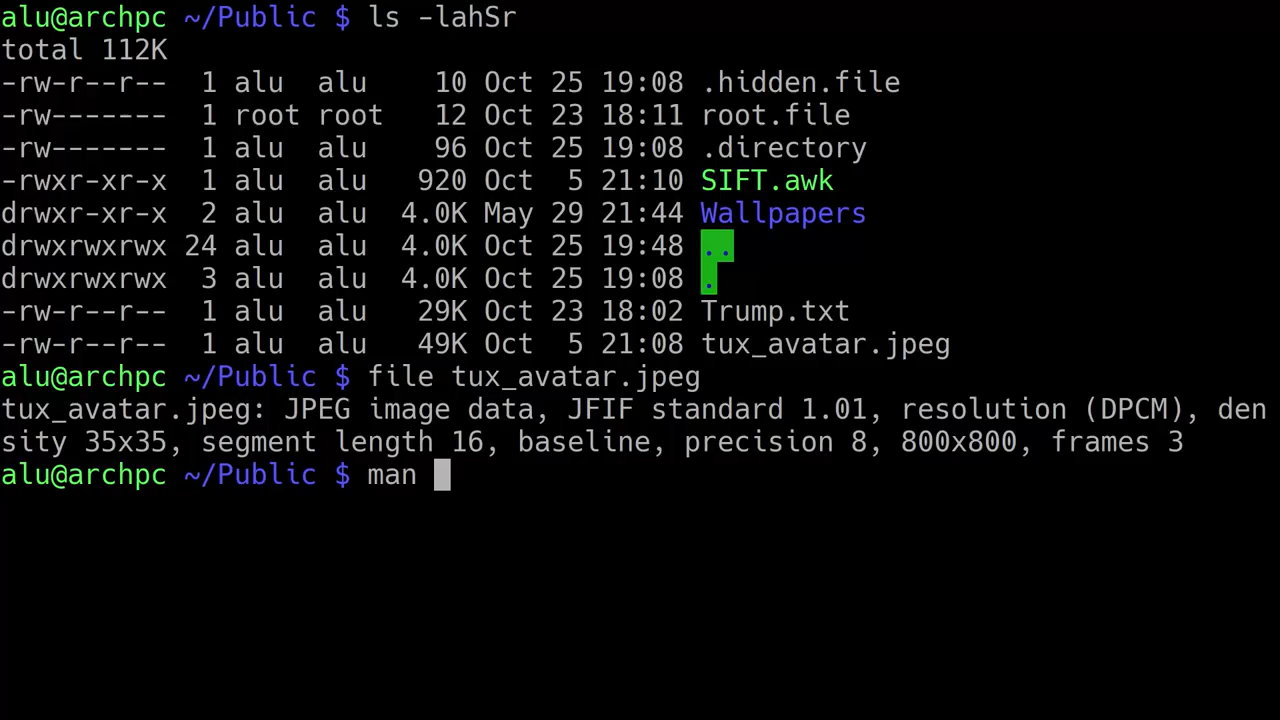 alu@archpc ~/Public $ ls -lahSr
total 112K
-rw-r--r--  1 alu  alu    10 Oct 25 19:08 .hidden.file
-rw-------  1 root root   12 Oct 23 18:11 root.file
-rw-------  1 alu  alu    96 Oct 25 19:08 .directory
-rwxr-xr-x  1 alu  alu   920 Oct  5 21:10 SIFT.awk
drwxr-xr-x  2 alu  alu  4.0K May 29 21:44 Wallpapers
drwxrwxrwx 24 alu  alu  4.0K Oct 25 19:48 ..
drwxrwxrwx  3 alu  alu  4.0K Oct 25 19:08 .
-rw-r--r--  1 alu  alu   29K Oct 23 18:02 Trump.txt
-rw-r--r--  1 alu  alu   49K Oct  5 21:08 tux_avatar.jpeg
alu@archpc ~/Public $ file tux_avatar.jpeg
tux_avatar.jpeg: JPEG image data, JFIF standard 1.01, resolution (DPCM), den
sity 35x35, segment length 16, baseline, precision 8, 800x800, frames 3
alu@archpc ~/Public $ man